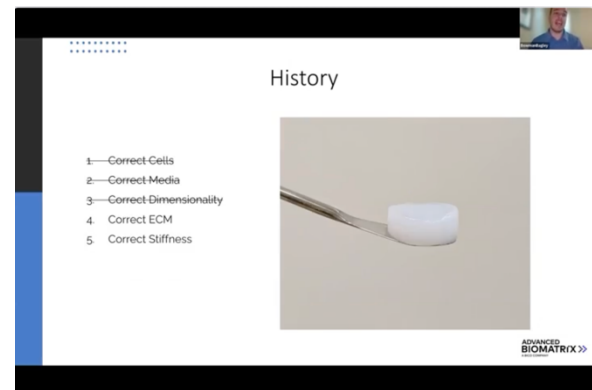 History
1. Correct Cells
2. Correct Media
3. Correct Dimensionality
4. Correct ECM
5. Correct Stiffness
ADVANCED
BIOMATRIX